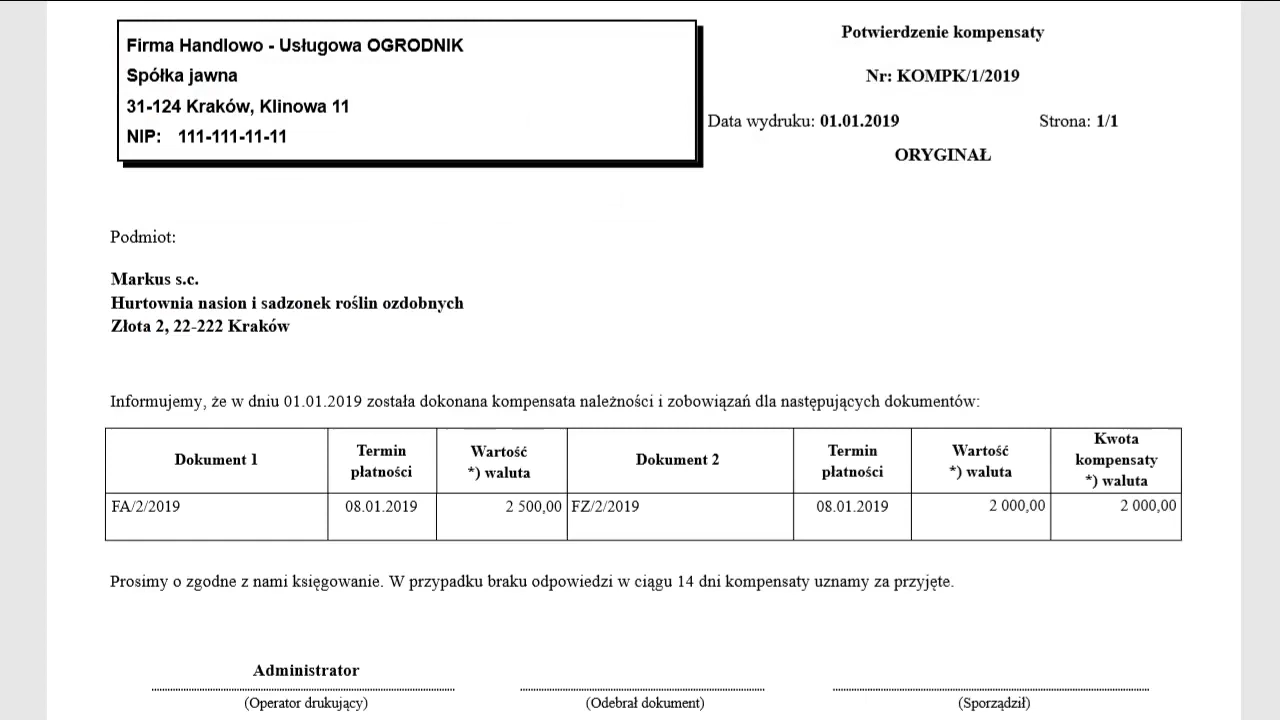 Firma Handlowo - Usługowa OGRODNIK
Spółka jawna
31-124 Kraków, Klinowa 11
NIP: 111-111-11-11
Potwierdzenie kompensaty
Nr: KOMPK/1/2019
Data wydruku: 01.01.2019 Strona: 1/1
ORYGINAŁ
Podmiot:
Markus s.c.
Hurtownia nasion i sadzonek roślin ozdobnych
Złota 2, 22-222 Kraków
Informujemy, że w dniu 01.01.2019 została dokonana kompensata należności i zobowiązań dla następujących dokumentów:
Dokument 1
Termin
płatności
Wartość
*) waluta
Dokument 2
Termin
płatności
Wartość
*) waluta
Kwota
kompensaty
*) waluta
FA/2/2019 08.01.2019 2 500,00 FZ/2/2019 08.01.2019 2 000,00 2 000,00
Prosimy o zgodne z nami księgowanie. W przypadku braku odpowiedzi w ciągu 14 dni kompensaty uznamy za przyjęte.
Administrator
(Operator drukujący) (Odebrał dokument) (Sporządził)